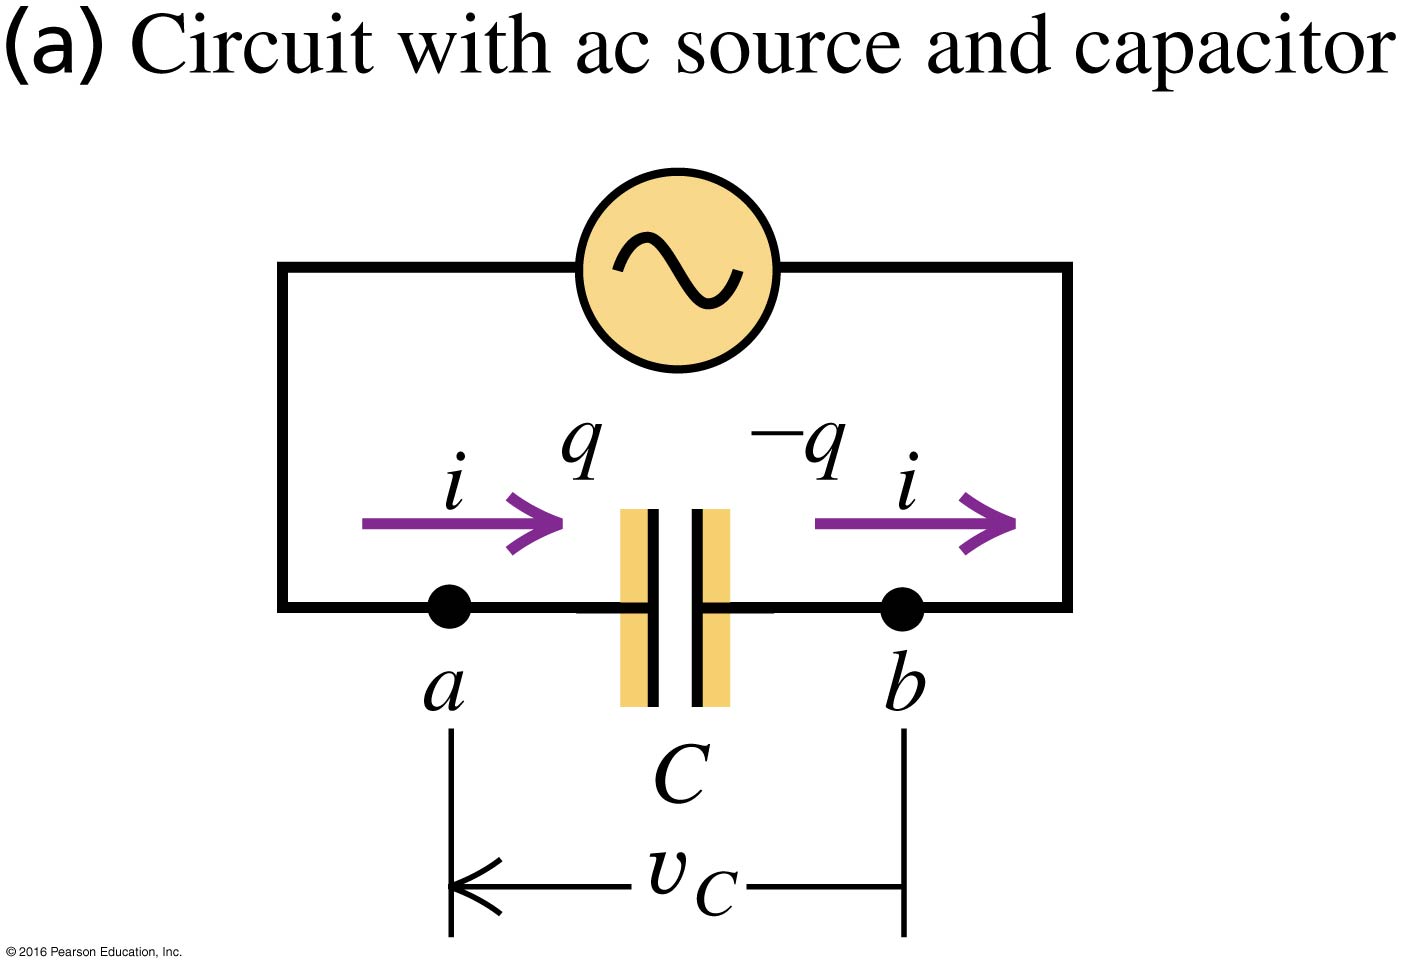 (a) Circuit with ac source and capacitor
q
−q
i
i
a
b
C
v_C
© 2016 Pearson Education, Inc.